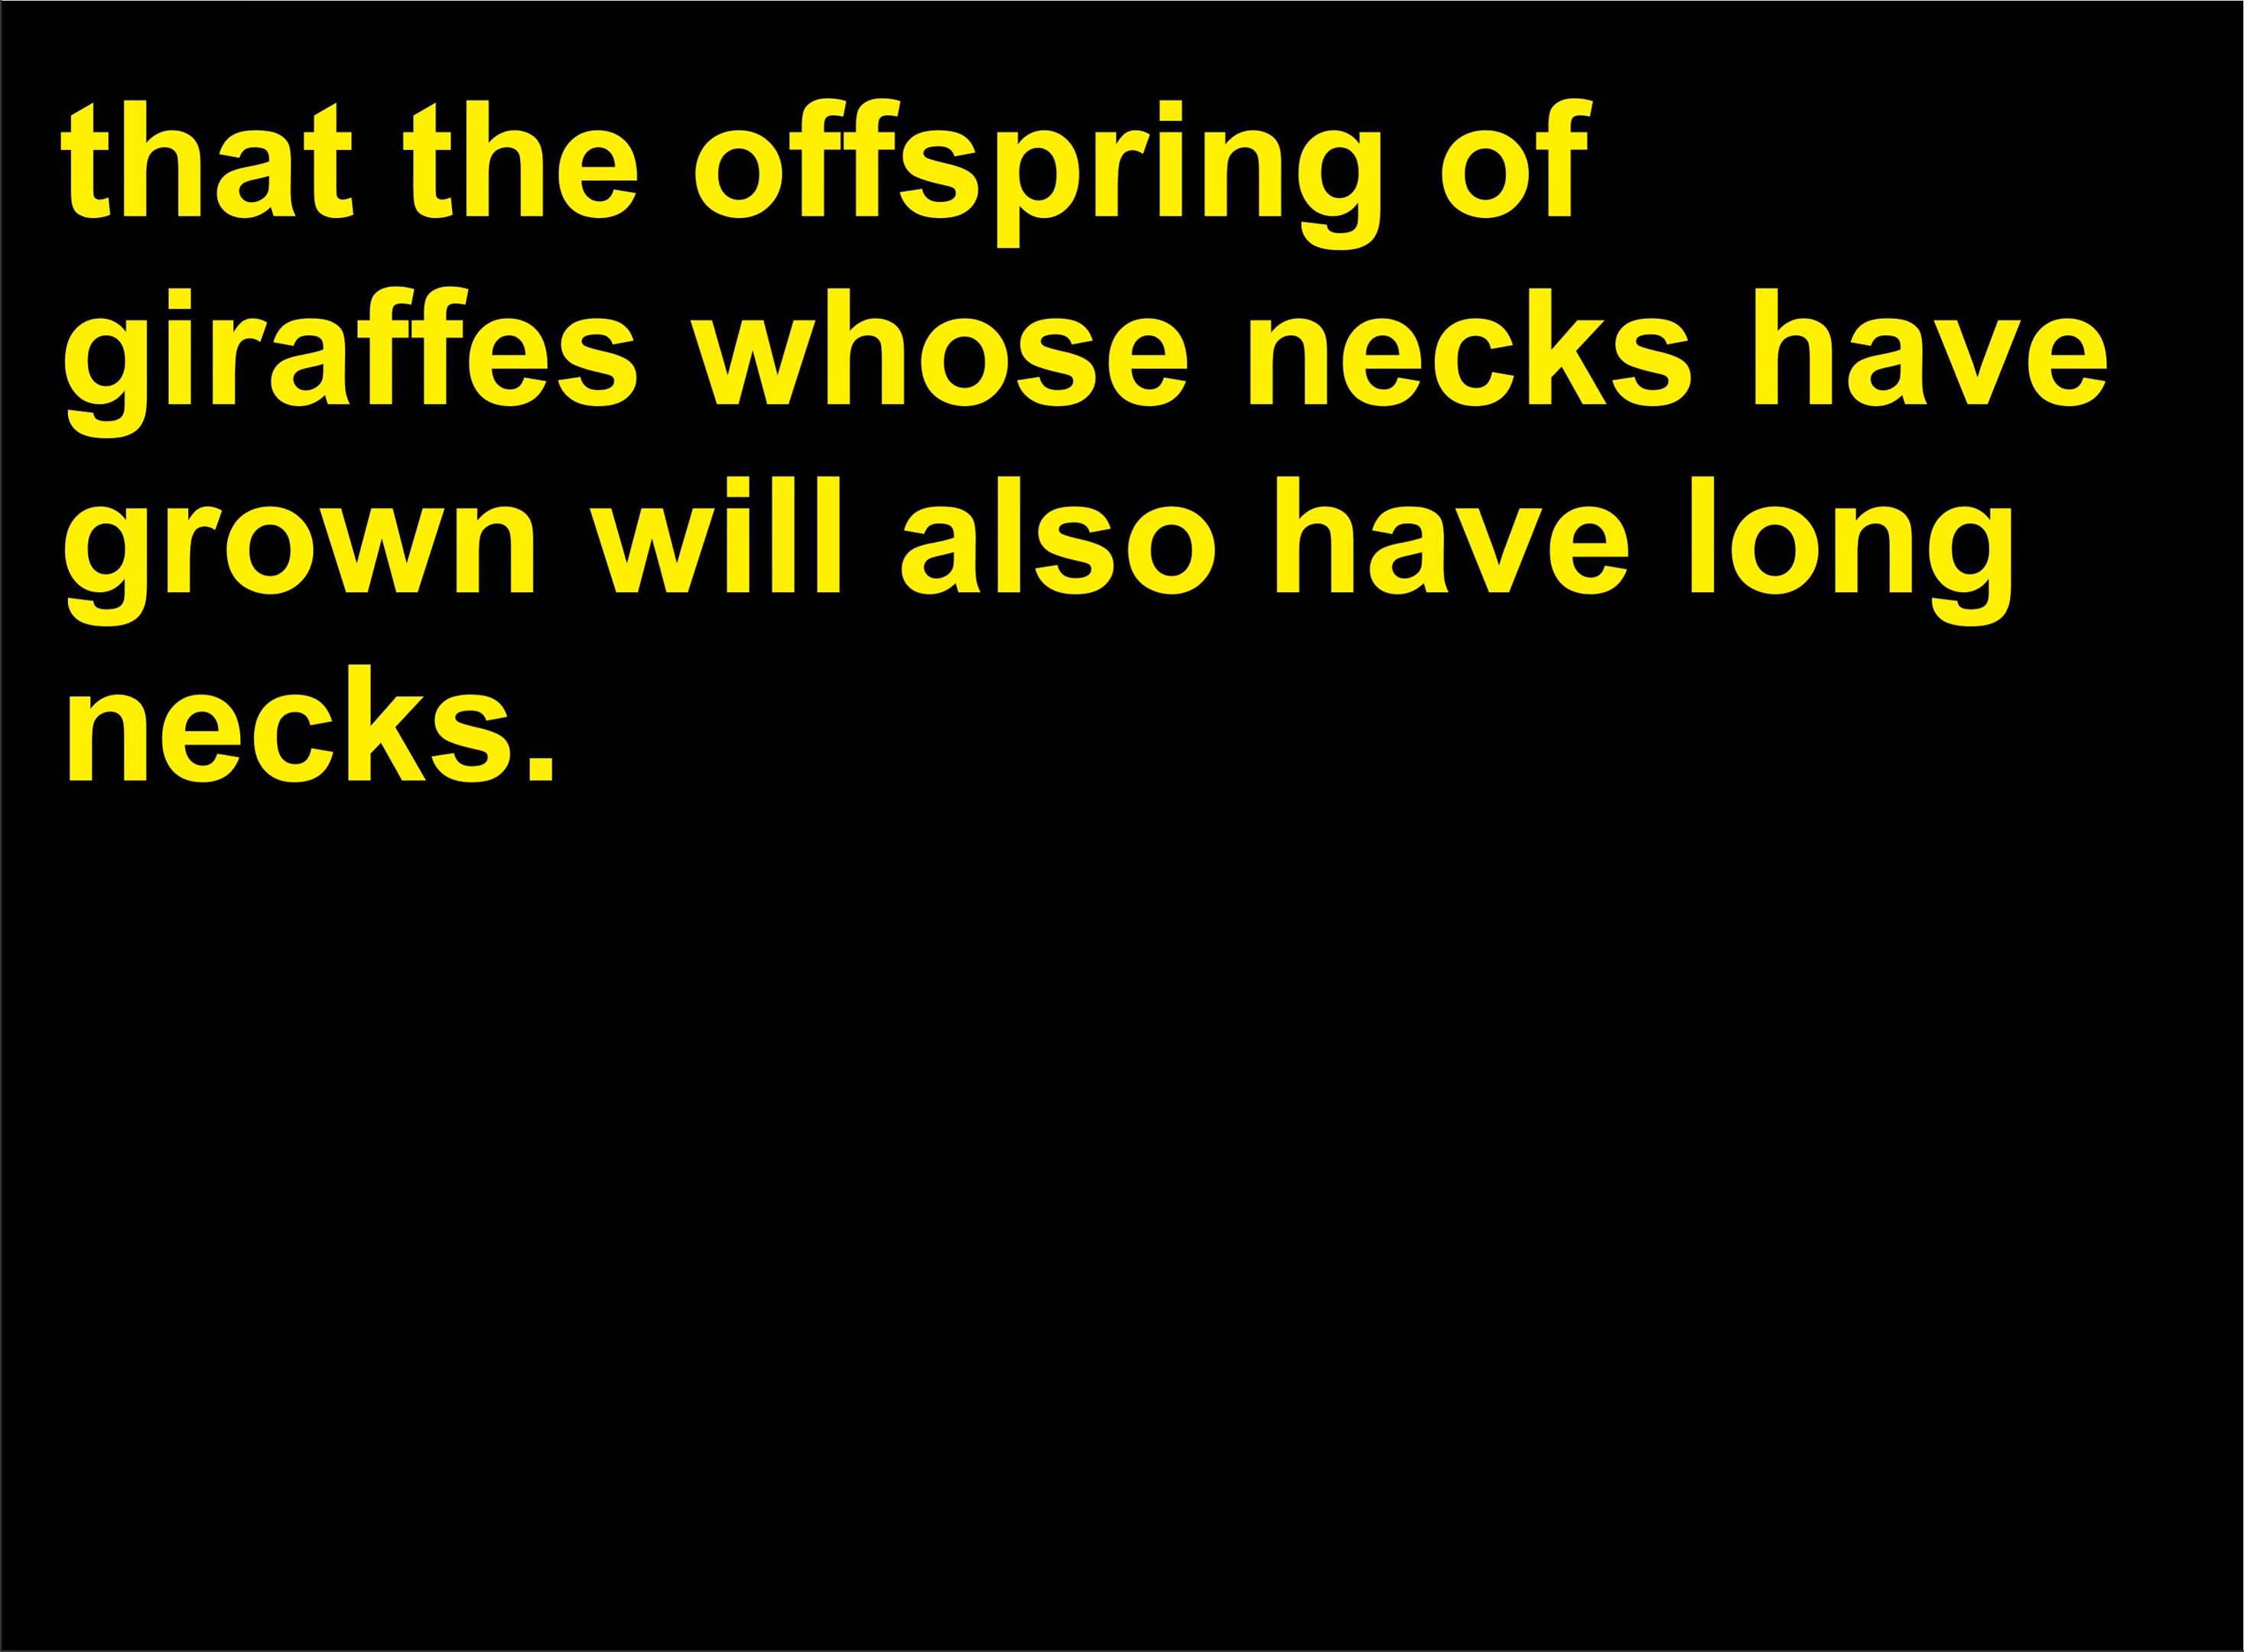 that the offspring of
giraffes whose necks have
grown will also have long
necks.